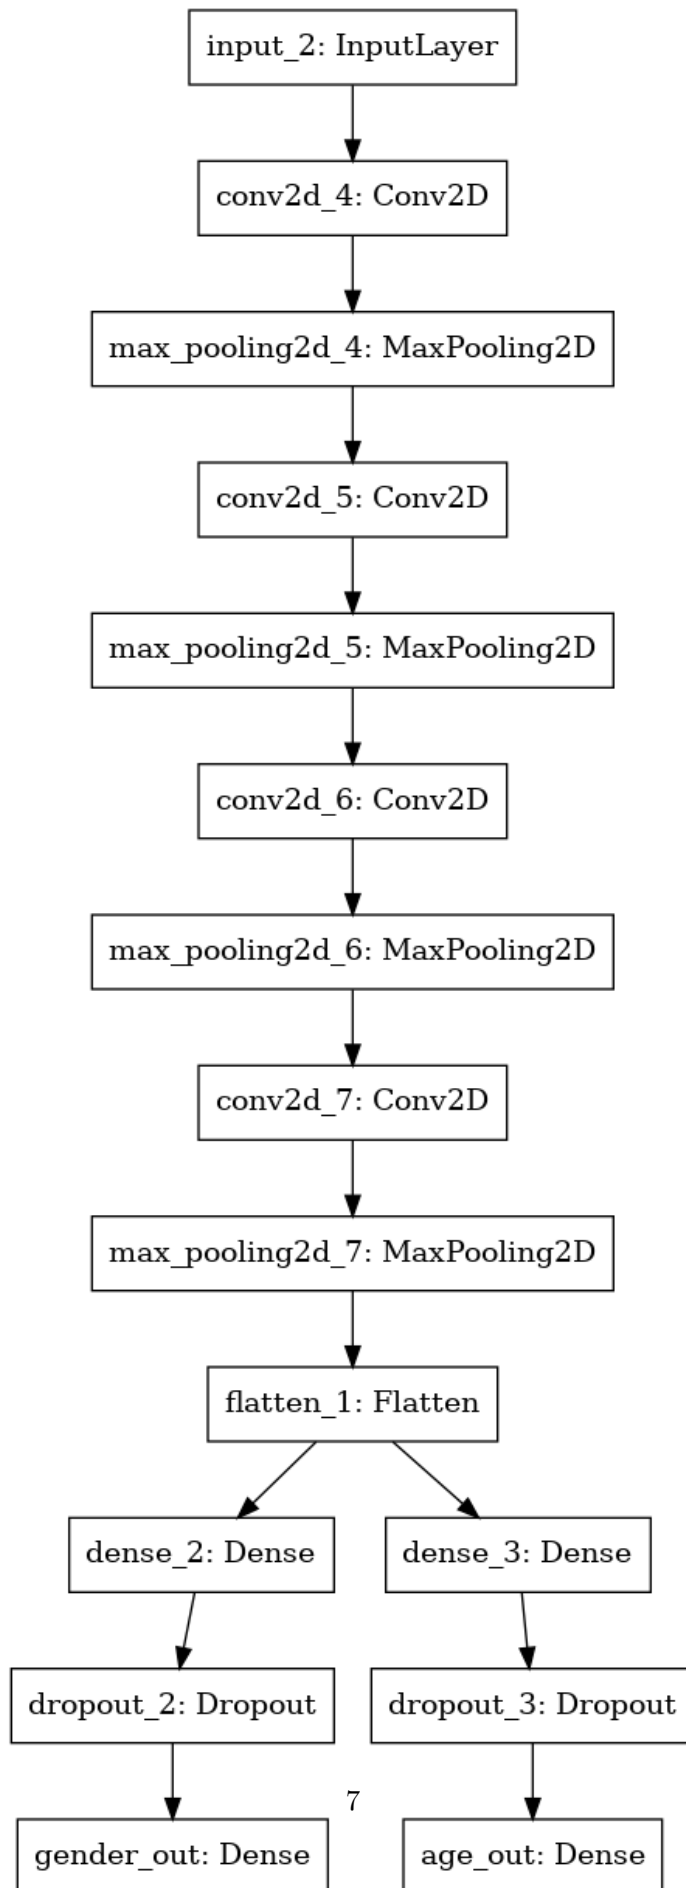 input_2: InputLayer
conv2d_4: Conv2D
max_pooling2d_4: MaxPooling2D
conv2d_5: Conv2D
max_pooling2d_5: MaxPooling2D
conv2d_6: Conv2D
max_pooling2d_6: MaxPooling2D
conv2d_7: Conv2D
max_pooling2d_7: MaxPooling2D
flatten_1: Flatten
dense_2: Dense
dense_3: Dense
dropout_2: Dropout
dropout_3: Dropout
7
gender_out: Dense
age_out: Dense